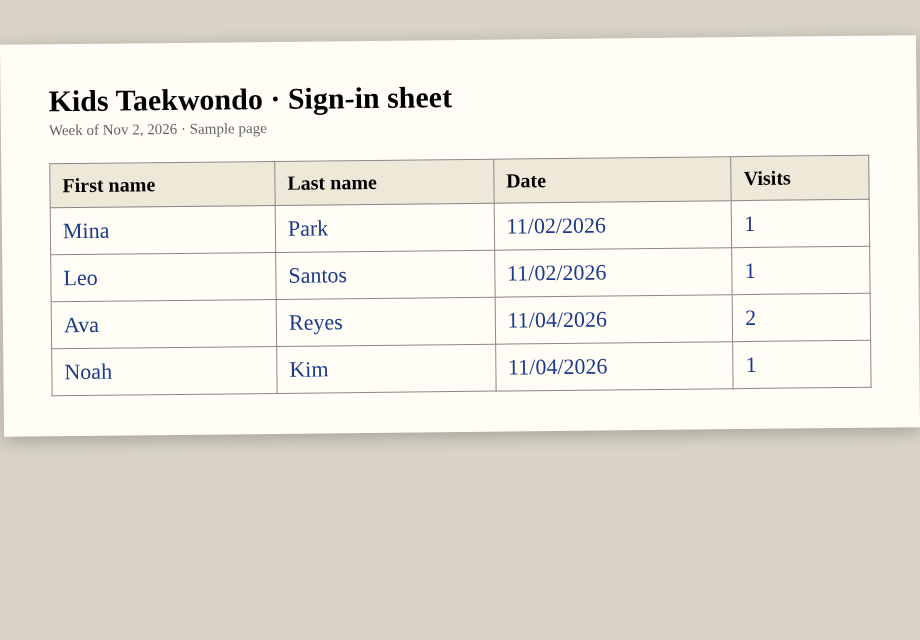 Kids Taekwondo · Sign-in sheet
Week of Nov 2, 2026 · Sample page
First name Last name Date Visits
Mina Park 11/02/2026 1
Leo Santos 11/02/2026 1
Ava Reyes 11/04/2026 2
Noah Kim 11/04/2026 1